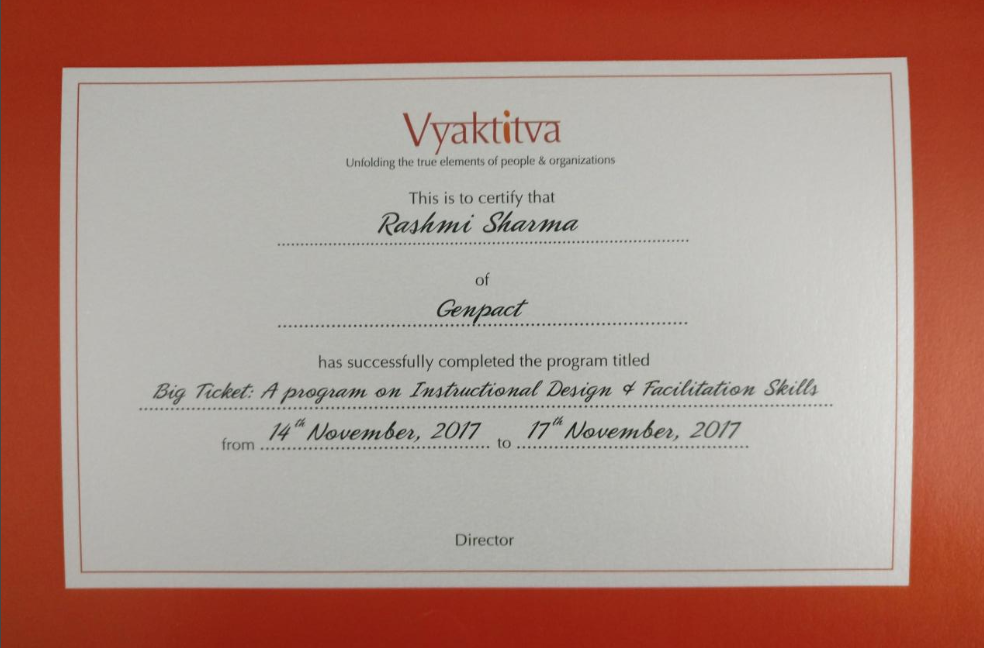 Vyaktitva
Unfolding the true elements of people & organizations
This is to certify that
Rashmi Sharma
of
Genpact
has successfully completed the program titled
Big Ticket: A program on Instructional Design & Facilitation Skills
from 14th November, 2017 to 17th November, 2017
Director